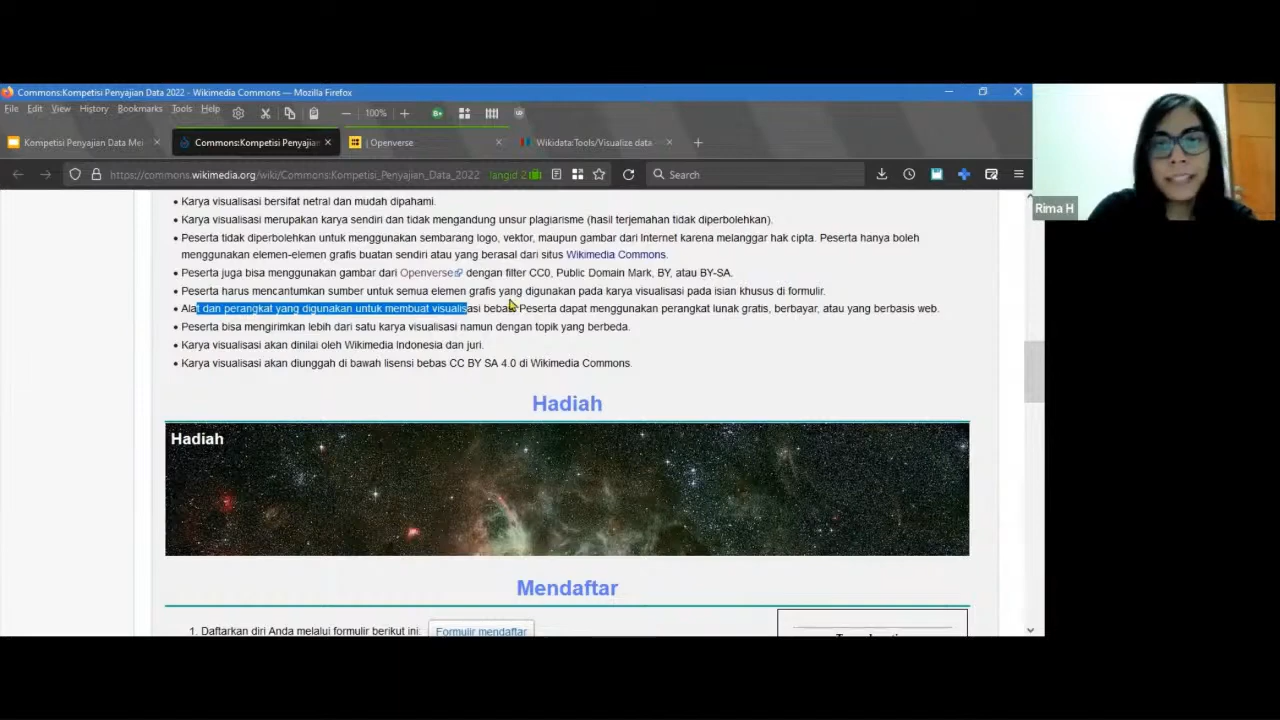 Commons:Kompetisi Penyajian Data 2022 - Wikimedia Commons — Mozilla Firefox
File Edit View History Bookmarks Tools Help 100%
Kompetisi Penyajian Data Mei
Commons:Kompetisi Penyajian
| Openverse
Wikidata:Tools/Visualize data
https://commons.wikimedia.org/wiki/Commons:Kompetisi_Penyajian_Data_2022
langid 2
Search
Rima H
• Karya visualisasi bersifat netral dan mudah dipahami.
• Karya visualisasi merupakan karya sendiri dan tidak mengandung unsur plagiarisme (hasil terjemahan tidak diperbolehkan).
• Peserta tidak diperbolehkan untuk menggunakan sembarang logo, vektor, maupun gambar dari Internet karena melanggar hak cipta. Peserta hanya boleh
menggunakan elemen-elemen grafis buatan sendiri atau yang berasal dari situs Wikimedia Commons.
• Peserta juga bisa menggunakan gambar dari Openverse dengan filter CC0, Public Domain Mark, BY, atau BY-SA.
• Peserta harus mencantumkan sumber untuk semua elemen grafis yang digunakan pada karya visualisasi pada isian khusus di formulir.
• Alat dan perangkat yang digunakan untuk membuat visualisasi bebas. Peserta dapat menggunakan perangkat lunak gratis, berbayar, atau yang berbasis web.
• Peserta bisa mengirimkan lebih dari satu karya visualisasi namun dengan topik yang berbeda.
• Karya visualisasi akan dinilai oleh Wikimedia Indonesia dan juri.
• Karya visualisasi akan diunggah di bawah lisensi bebas CC BY SA 4.0 di Wikimedia Commons.
Hadiah
Hadiah
Mendaftar
1. Daftarkan diri Anda melalui formulir berikut ini: Formulir mendaftar